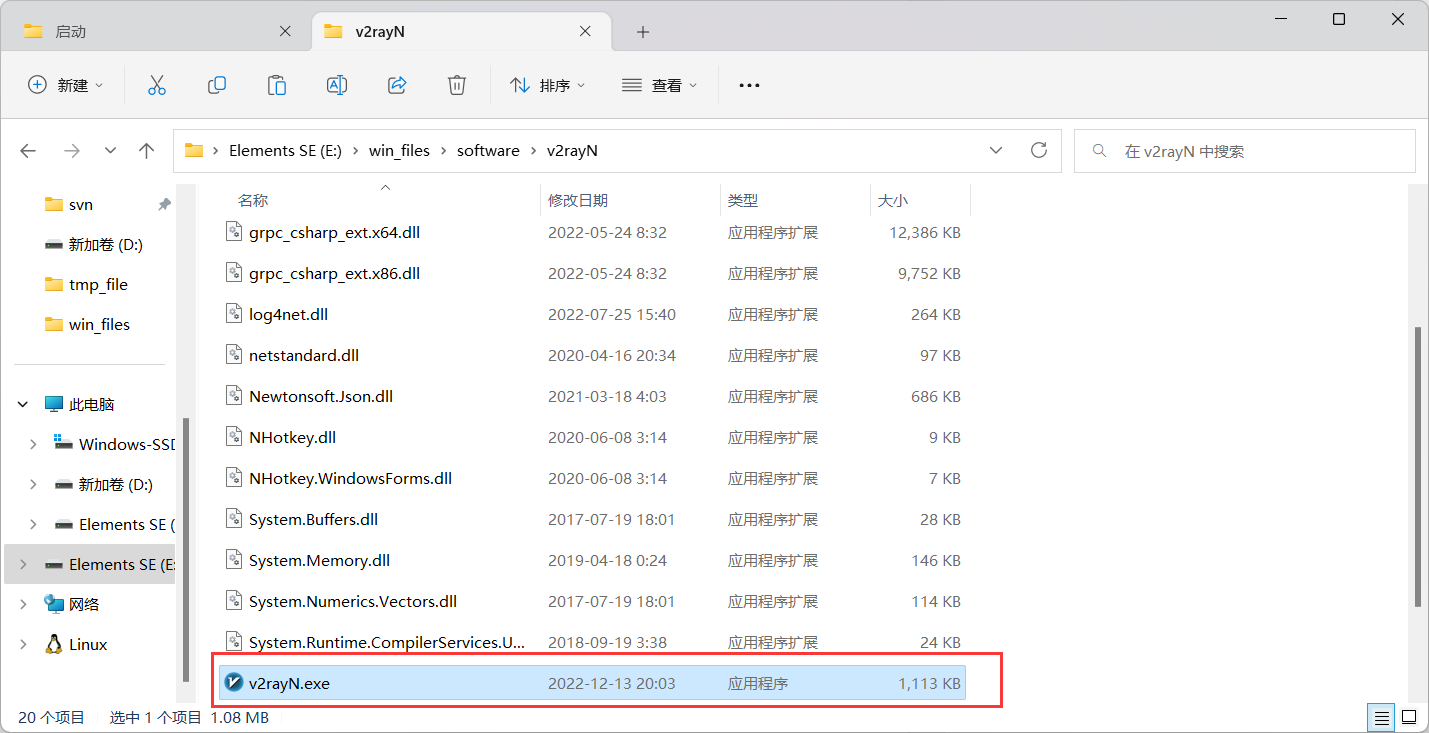 启动 v2rayN
新建 排序 查看
Elements SE (E:) win_files software v2rayN 在 v2rayN 中搜索
svn
新加卷 (D:)
tmp_file
win_files
此电脑
Windows-SSD
新加卷 (D:)
Elements SE (
Elements SE (E:
网络
Linux
名称 修改日期 类型 大小
grpc_csharp_ext.x64.dll 2022-05-24 8:32 应用程序扩展 12,386 KB
grpc_csharp_ext.x86.dll 2022-05-24 8:32 应用程序扩展 9,752 KB
log4net.dll 2022-07-25 15:40 应用程序扩展 264 KB
netstandard.dll 2020-04-16 20:34 应用程序扩展 97 KB
Newtonsoft.Json.dll 2021-03-18 4:03 应用程序扩展 686 KB
NHotkey.dll 2020-06-08 3:14 应用程序扩展 9 KB
NHotkey.WindowsForms.dll 2020-06-08 3:14 应用程序扩展 7 KB
System.Buffers.dll 2017-07-19 18:01 应用程序扩展 28 KB
System.Memory.dll 2019-04-18 0:24 应用程序扩展 146 KB
System.Numerics.Vectors.dll 2017-07-19 18:01 应用程序扩展 114 KB
System.Runtime.CompilerServices.U... 2018-09-19 3:38 应用程序扩展 24 KB
v2rayN.exe 2022-12-13 20:03 应用程序 1,113 KB
20 个项目 选中 1 个项目 1.08 MB